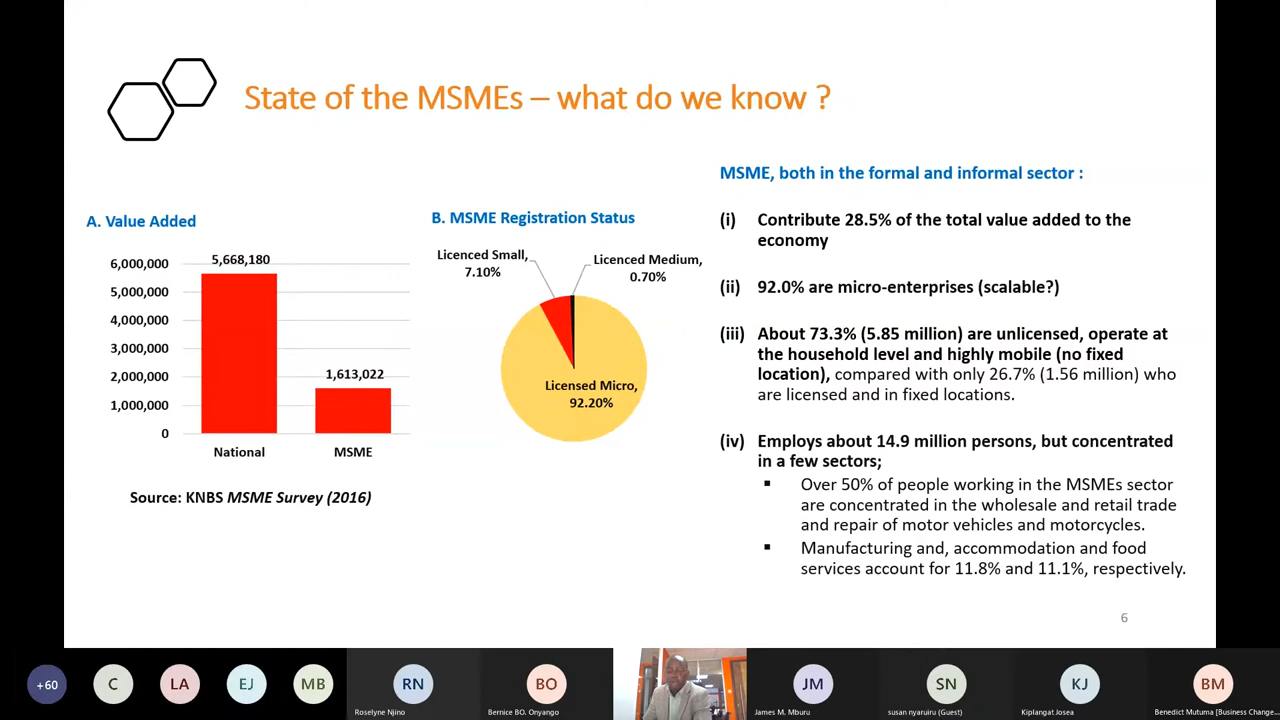 State of the MSMEs – what do we know ?
A. Value Added
6,000,000
5,000,000
4,000,000
3,000,000
2,000,000
1,000,000
0
5,668,180
1,613,022
National
MSME
Source: KNBS MSME Survey (2016)
B. MSME Registration Status
Licenced Small,
7.10%
Licenced Medium,
0.70%
Licensed Micro,
92.20%
MSME, both in the formal and informal sector :
(i) Contribute 28.5% of the total value added to the
economy
(ii) 92.0% are micro-enterprises (scalable?)
(iii) About 73.3% (5.85 million) are unlicensed, operate at
the household level and highly mobile (no fixed
location), compared with only 26.7% (1.56 million) who
are licensed and in fixed locations.
(iv) Employs about 14.9 million persons, but concentrated
in a few sectors;
▪ Over 50% of people working in the MSMEs sector
are concentrated in the wholesale and retail trade
and repair of motor vehicles and motorcycles.
▪ Manufacturing and, accommodation and food
services account for 11.8% and 11.1%, respectively.
6
+60
C
LA
EJ
MB
RN
Roselyne Njino
BO
Bernice BO. Onyango
JM
James M. Mburu
SN
susan nyaruiru (Guest)
KJ
Kiplangat Josea
BM
Benedict Mutuma (Business Change...